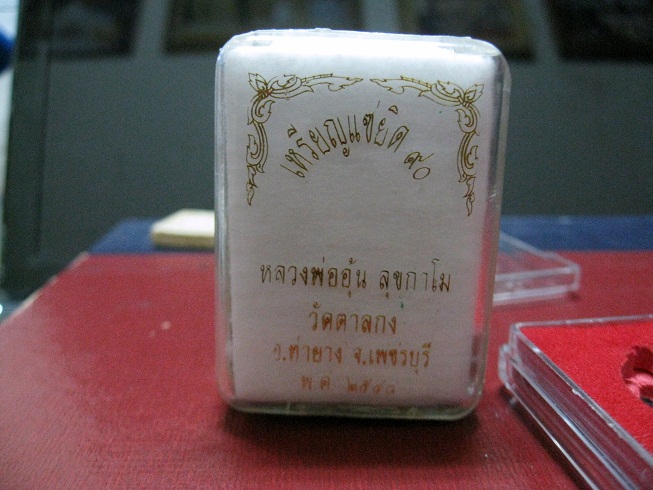 เหรียญแซยิด ๙๐
หลวงพ่ออุ้น สุขกาโม
วัดตาลกง
อ.ท่ายาง จ.เพชรบุรี
พ.ศ.